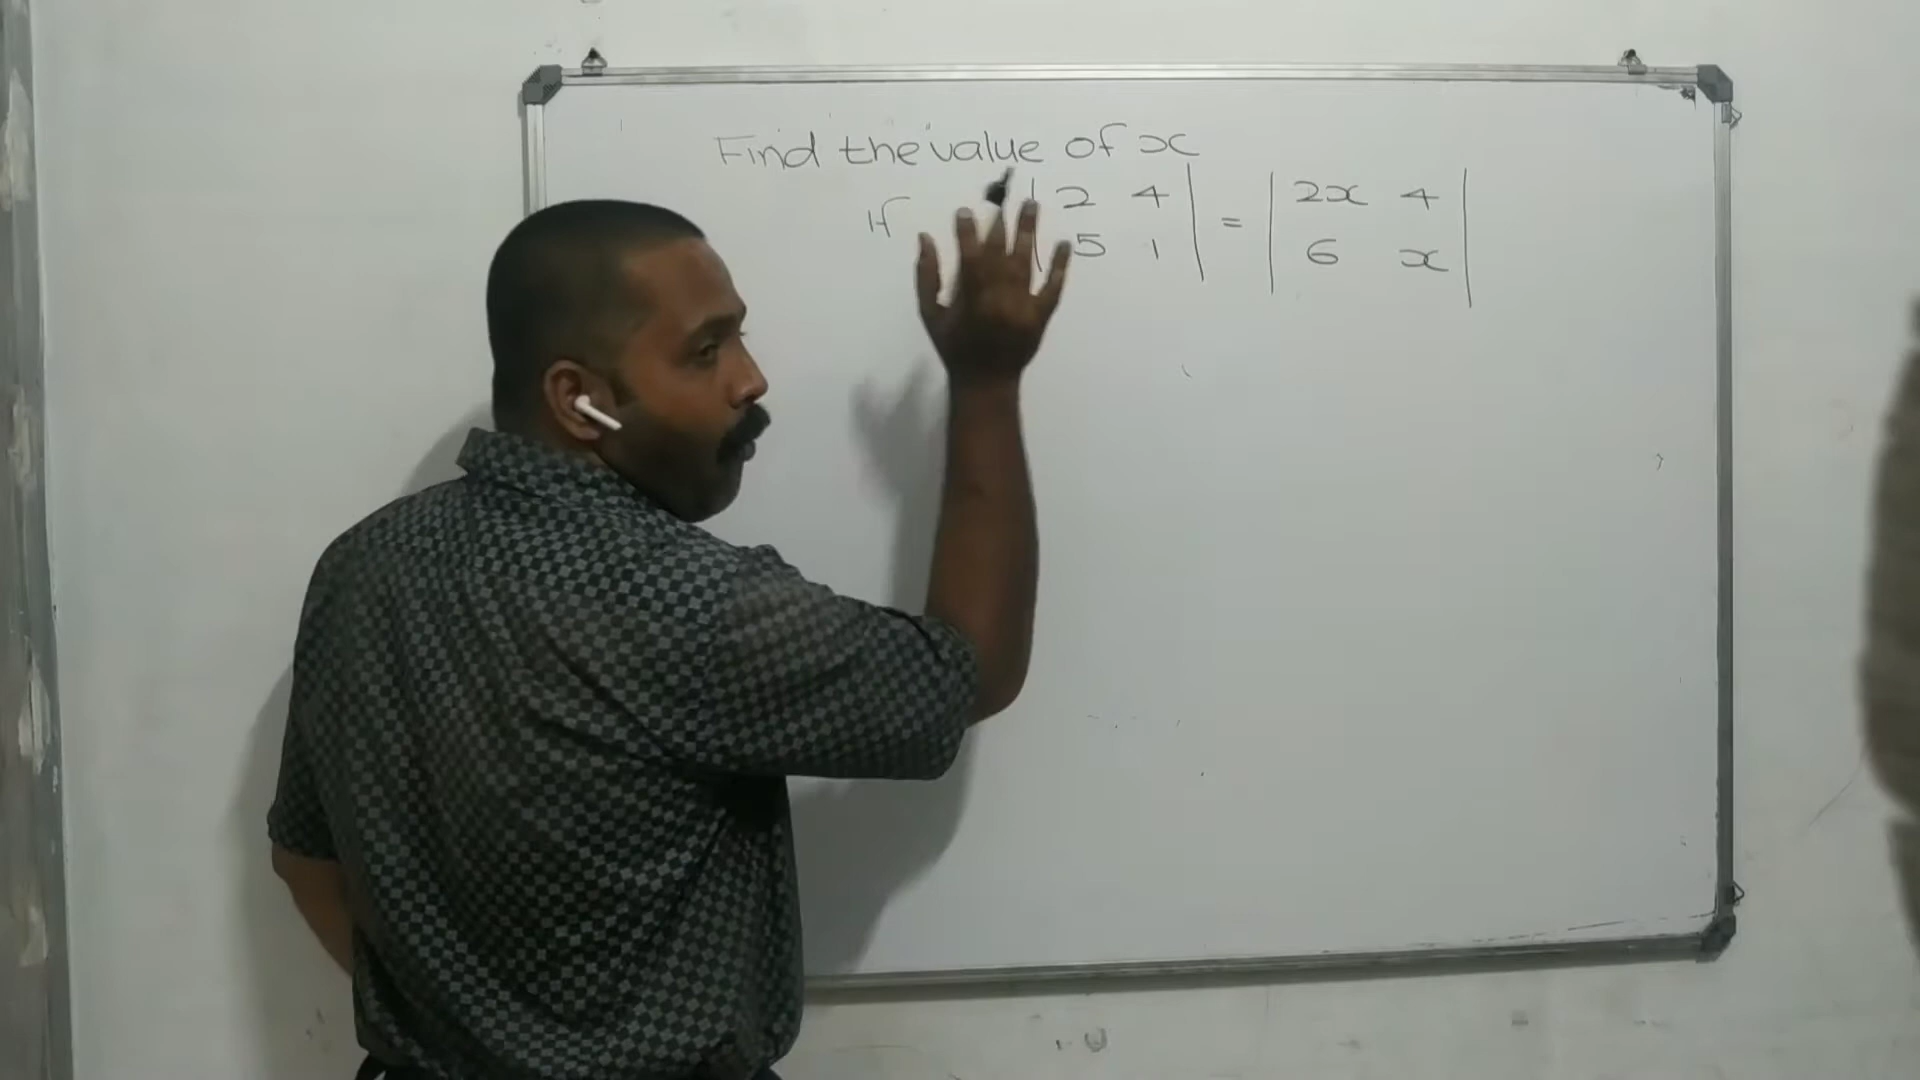 Find the value of x
If | 2 4 | = | 2x 4 |
| 5 1 | | 6 x |